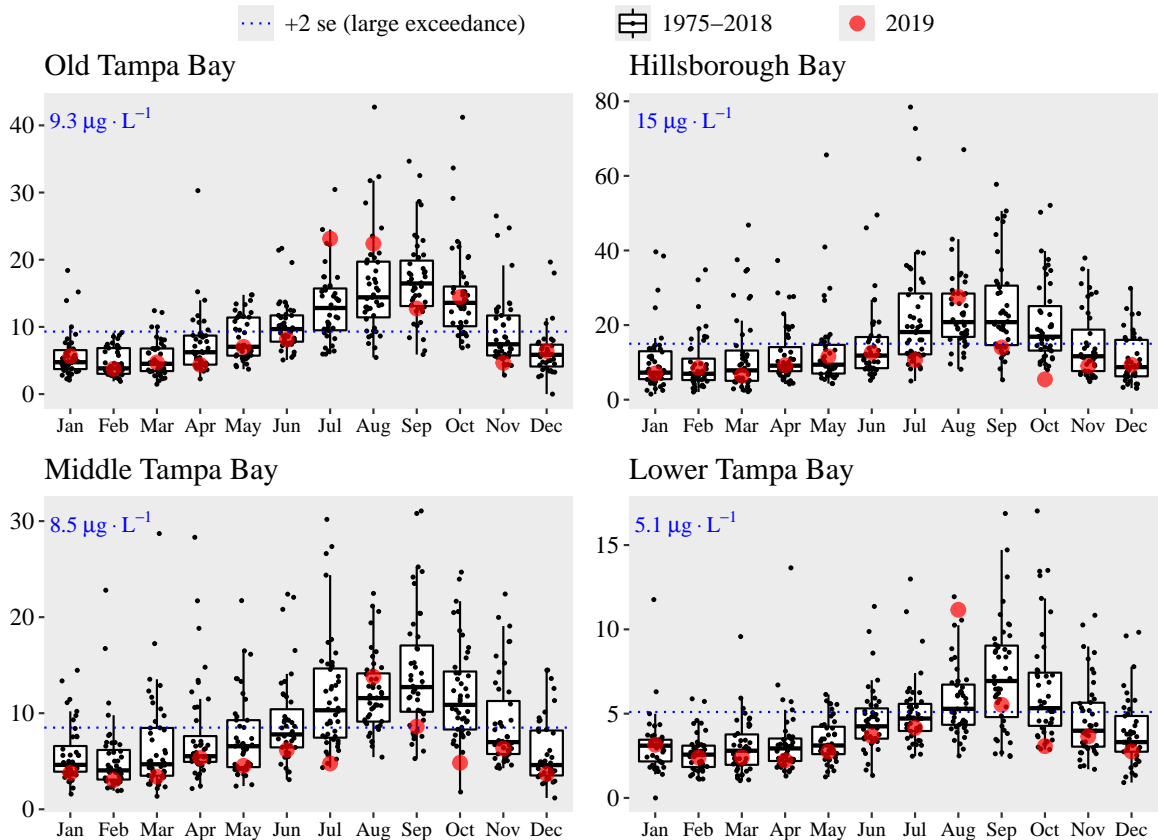 +2 se (large exceedance) 1975–2018 2019
Old Tampa Bay
9.3 μg · L⁻¹
40
30
20
10
0
Jan Feb Mar Apr May Jun Jul Aug Sep Oct Nov Dec
Hillsborough Bay
15 μg · L⁻¹
80
60
40
20
0
Jan Feb Mar Apr May Jun Jul Aug Sep Oct Nov Dec
Middle Tampa Bay
8.5 μg · L⁻¹
30
20
10
0
Jan Feb Mar Apr May Jun Jul Aug Sep Oct Nov Dec
Lower Tampa Bay
5.1 μg · L⁻¹
15
10
5
0
Jan Feb Mar Apr May Jun Jul Aug Sep Oct Nov Dec